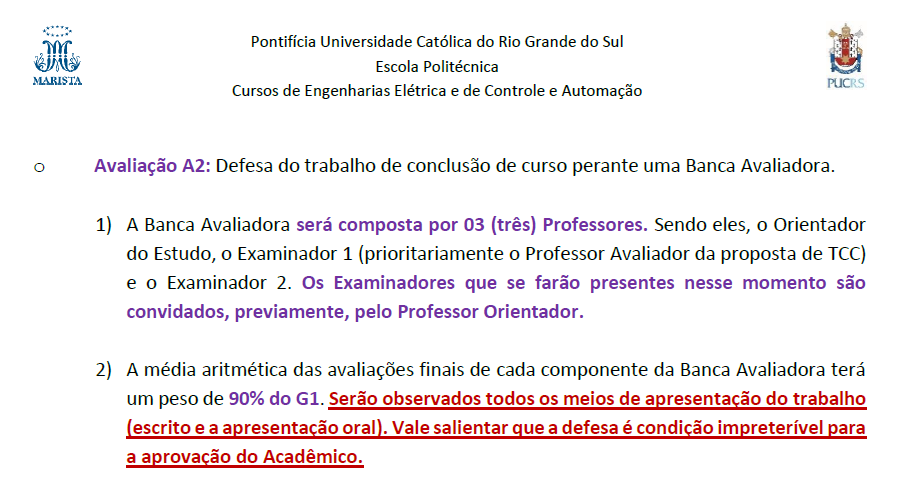 Pontifícia Universidade Católica do Rio Grande do Sul
Escola Politécnica
Cursos de Engenharias Elétrica e de Controle e Automação
MARISTA
PUCRS
o Avaliação A2: Defesa do trabalho de conclusão de curso perante uma Banca Avaliadora.
1) A Banca Avaliadora será composta por 03 (três) Professores. Sendo eles, o Orientador
do Estudo, o Examinador 1 (prioritariamente o Professor Avaliador da proposta de TCC)
e o Examinador 2. Os Examinadores que se farão presentes nesse momento são
convidados, previamente, pelo Professor Orientador.
2) A média aritmética das avaliações finais de cada componente da Banca Avaliadora terá
um peso de 90% do G1. Serão observados todos os meios de apresentação do trabalho
(escrito e a apresentação oral). Vale salientar que a defesa é condição impreterível para
a aprovação do Acadêmico.